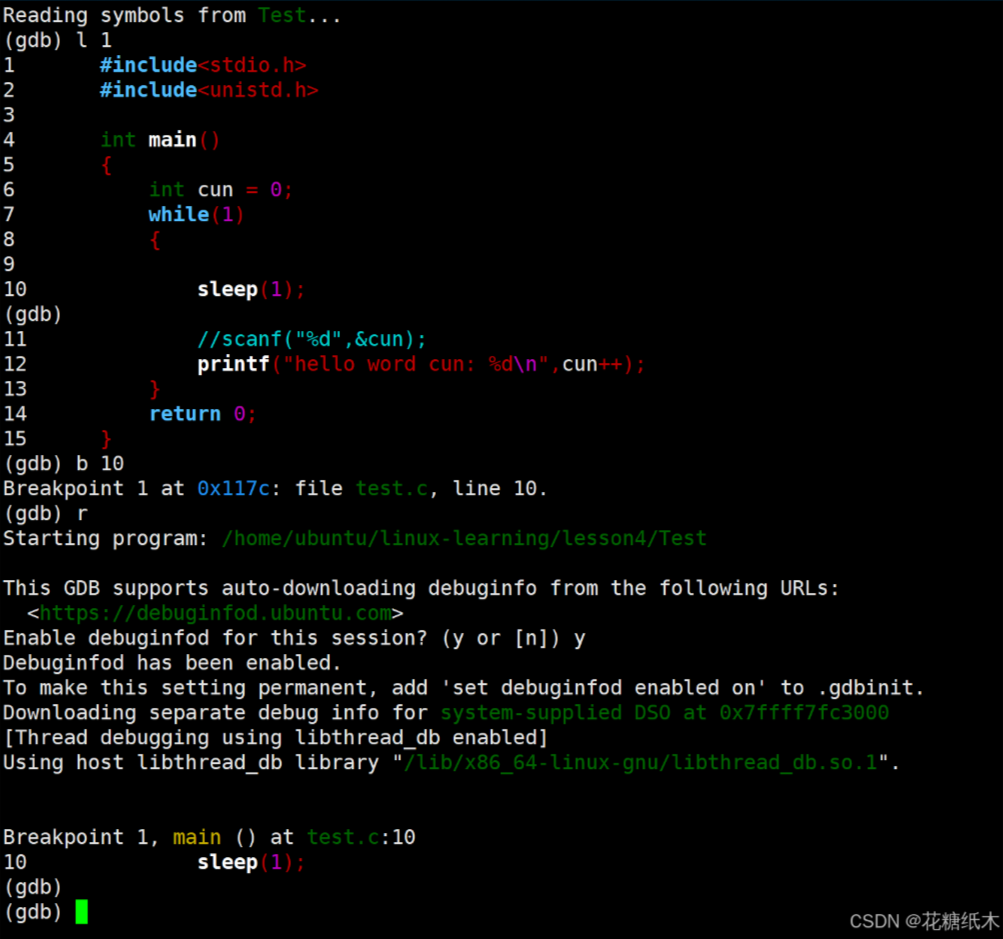 Reading symbols from Test...
(gdb) l 1
1       #include<stdio.h>
2       #include<unistd.h>
3
4       int main()
5       {
6           int cun = 0;
7           while(1)
8           {
9
10              sleep(1);
(gdb)
11              //scanf("%d",&cun);
12              printf("hello word cun: %d\n",cun++);
13          }
14          return 0;
15      }
(gdb) b 10
Breakpoint 1 at 0x117c: file test.c, line 10.
(gdb) r
Starting program: /home/ubuntu/linux-learning/lesson4/Test
This GDB supports auto-downloading debuginfo from the following URLs:
  <https://debuginfod.ubuntu.com>
Enable debuginfod for this session? (y or [n]) y
Debuginfod has been enabled.
To make this setting permanent, add 'set debuginfod enabled on' to .gdbinit.
Downloading separate debug info for system-supplied DSO at 0x7ffff7fc3000
[Thread debugging using libthread_db enabled]
Using host libthread_db library "/lib/x86_64-linux-gnu/libthread_db.so.1".
Breakpoint 1, main () at test.c:10
10              sleep(1);
(gdb)
(gdb)
CSDN @花糖纸木